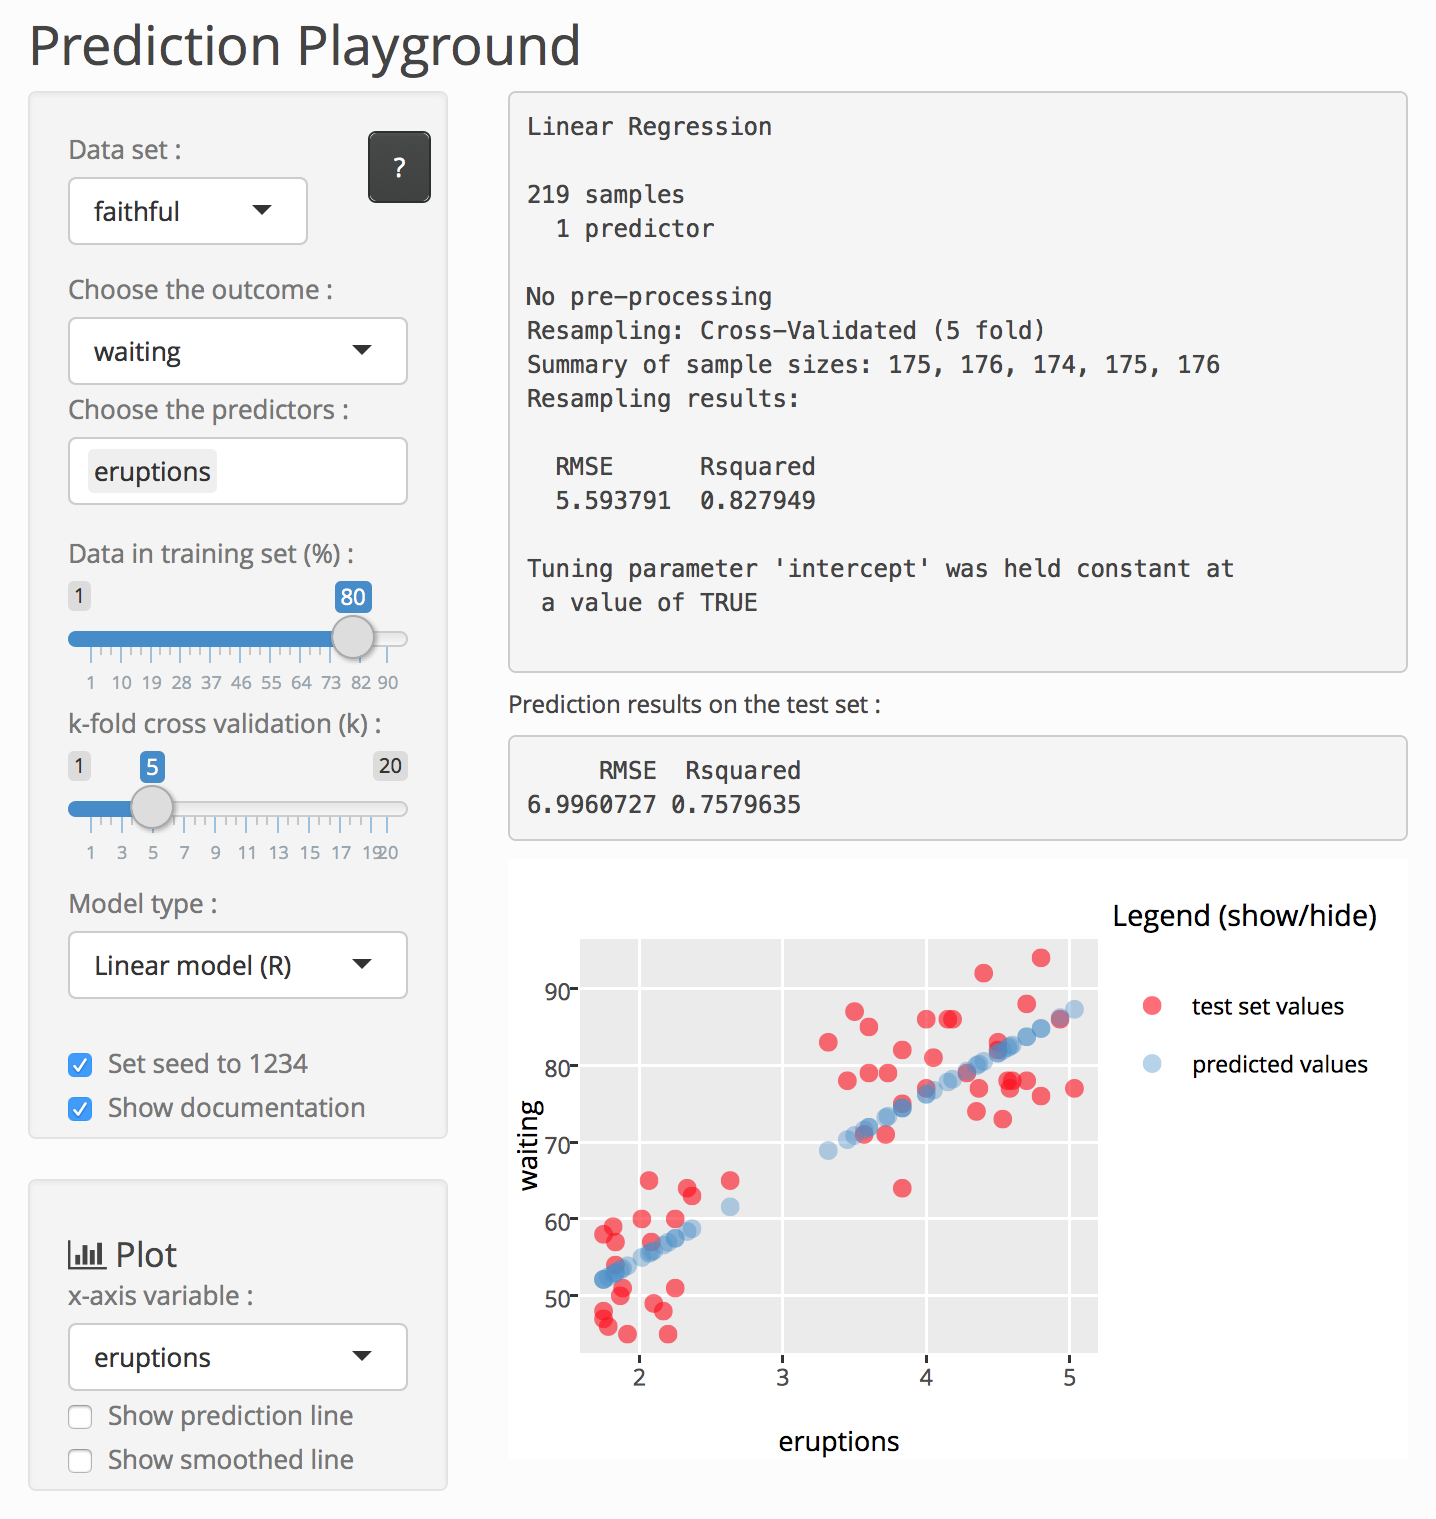 Prediction Playground
Data set :
?
faithful
Choose the outcome :
waiting
Choose the predictors :
eruptions
Data in training set (%) :
1 80
1 10 19 28 37 46 55 64 73 82 90
k-fold cross validation (k) :
1 5 20
1 3 5 7 9 11 13 15 17 19 20
Model type :
Linear model (R)
Set seed to 1234
Show documentation
Plot
x-axis variable :
eruptions
Show prediction line
Show smoothed line
Linear Regression
219 samples
1 predictor
No pre-processing
Resampling: Cross-Validated (5 fold)
Summary of sample sizes: 175, 176, 174, 175, 176
Resampling results:
RMSE Rsquared
5.593791 0.827949
Tuning parameter 'intercept' was held constant at
a value of TRUE
Prediction results on the test set :
RMSE Rsquared
6.9960727 0.7579635
Legend (show/hide)
test set values
predicted values
waiting
90
80
70
60
50
2 3 4 5
eruptions